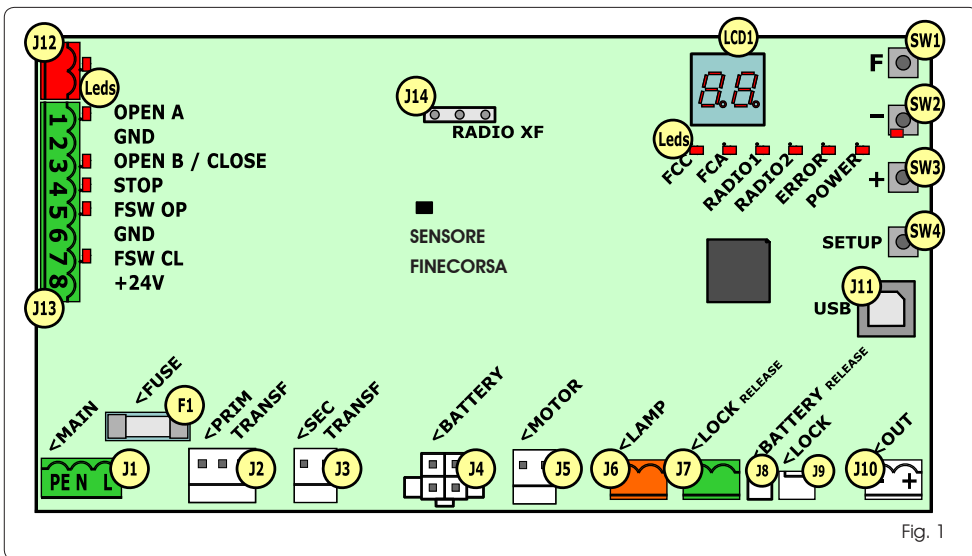 J12
Leds
1 OPEN A
2 GND
3 OPEN B / CLOSE
4 STOP
5 FSW OP
6 GND
7 FSW CL
8 +24V
J13
J14
RADIO XF
SENSORE
FINECORSA
LCD1
8.8.
Leds
FCC
FCA
RADIO1
RADIO2
ERROR
POWER
SW1
F
SW2
-
SW3
+
SW4
SETUP
J11
USB
<MAIN
J1
PE N L
<FUSE
F1
<PRIM
TRANSF
J2
<SEC
TRANSF
J3
<BATTERY
J4
<MOTOR
J5
<LAMP
J6
<LOCK RELEASE
J7
<BATTERY RELEASE
J8
<LOCK
J9
<OUT
J10
- +
Fig. 1